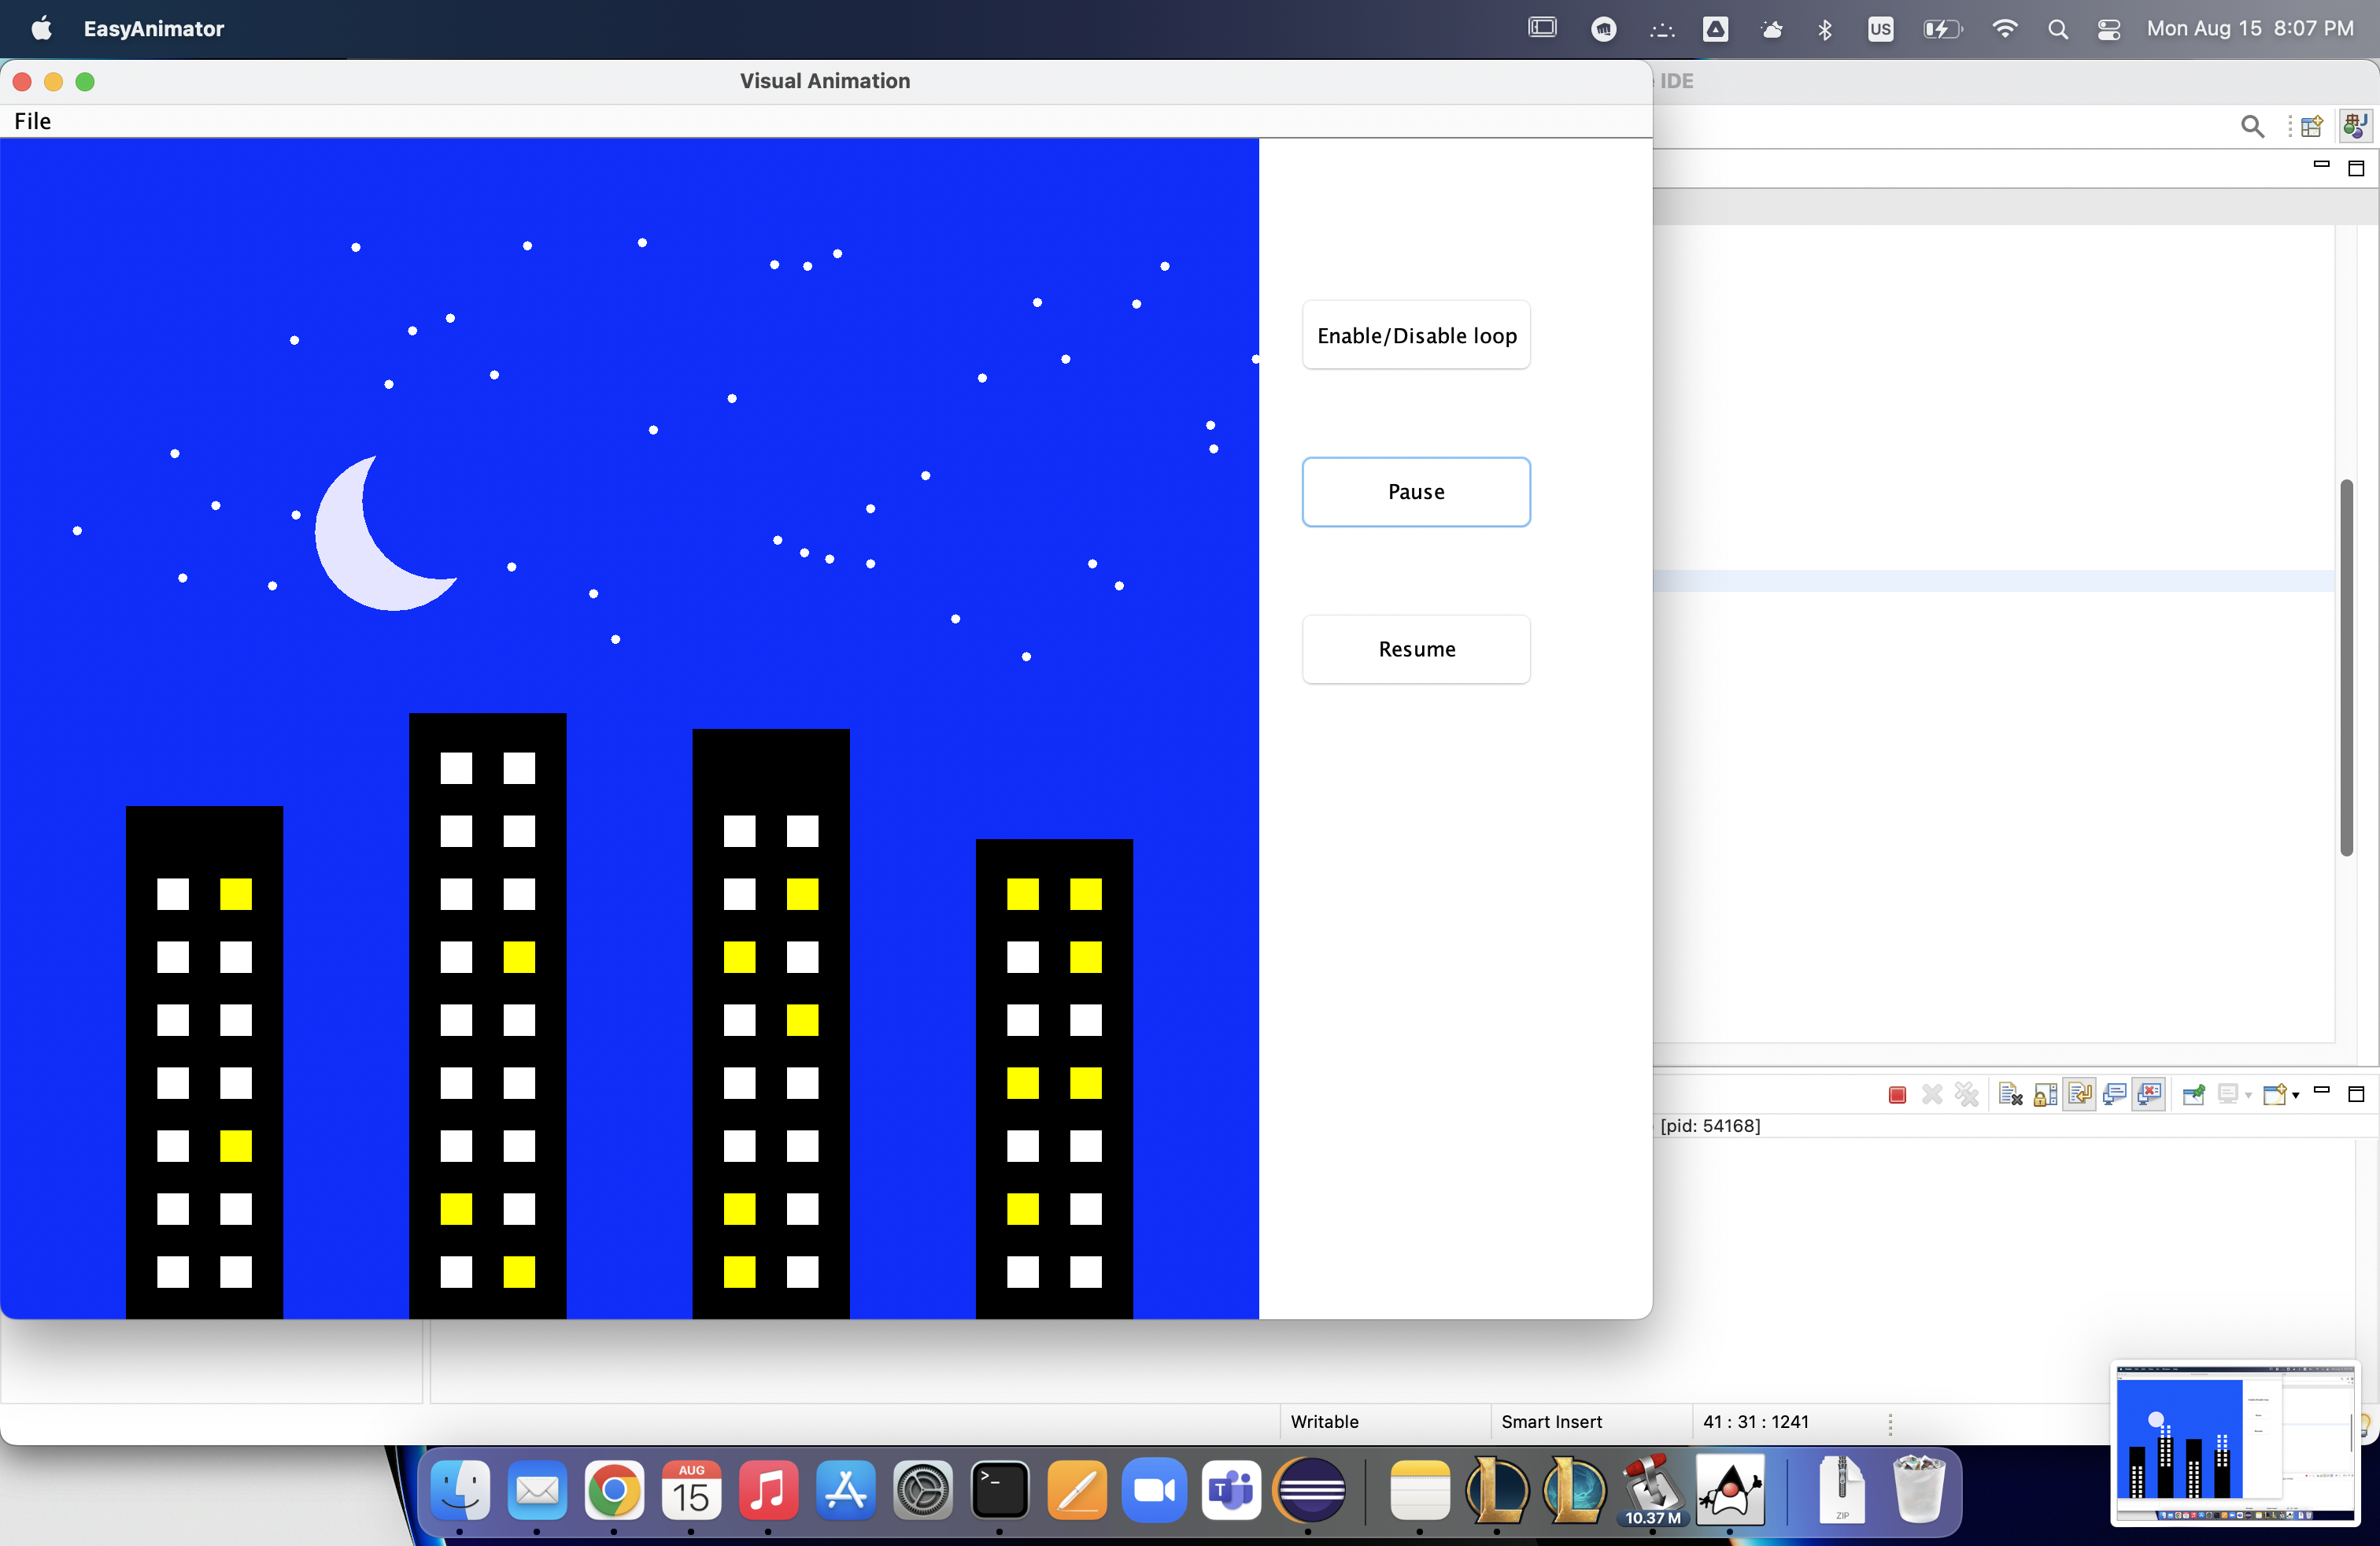 EasyAnimator
US
Mon Aug 15 8:07 PM
Visual Animation
IDE
File
Enable/Disable loop
Pause
Resume
[pid: 54168]
Writable
Smart Insert
41 : 31 : 1241
AUG
15
>_
T
10.37 M
ZIP